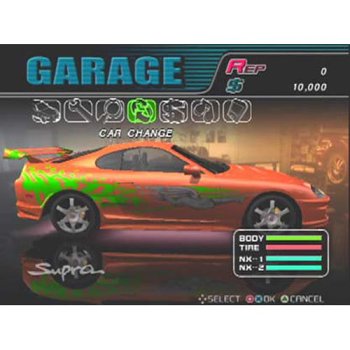 GARAGE
REP 0
$ 10,000
CAR CHANGE
BODY
TIRE
NX-1
NX-2
Supra
SELECT OK CANCEL